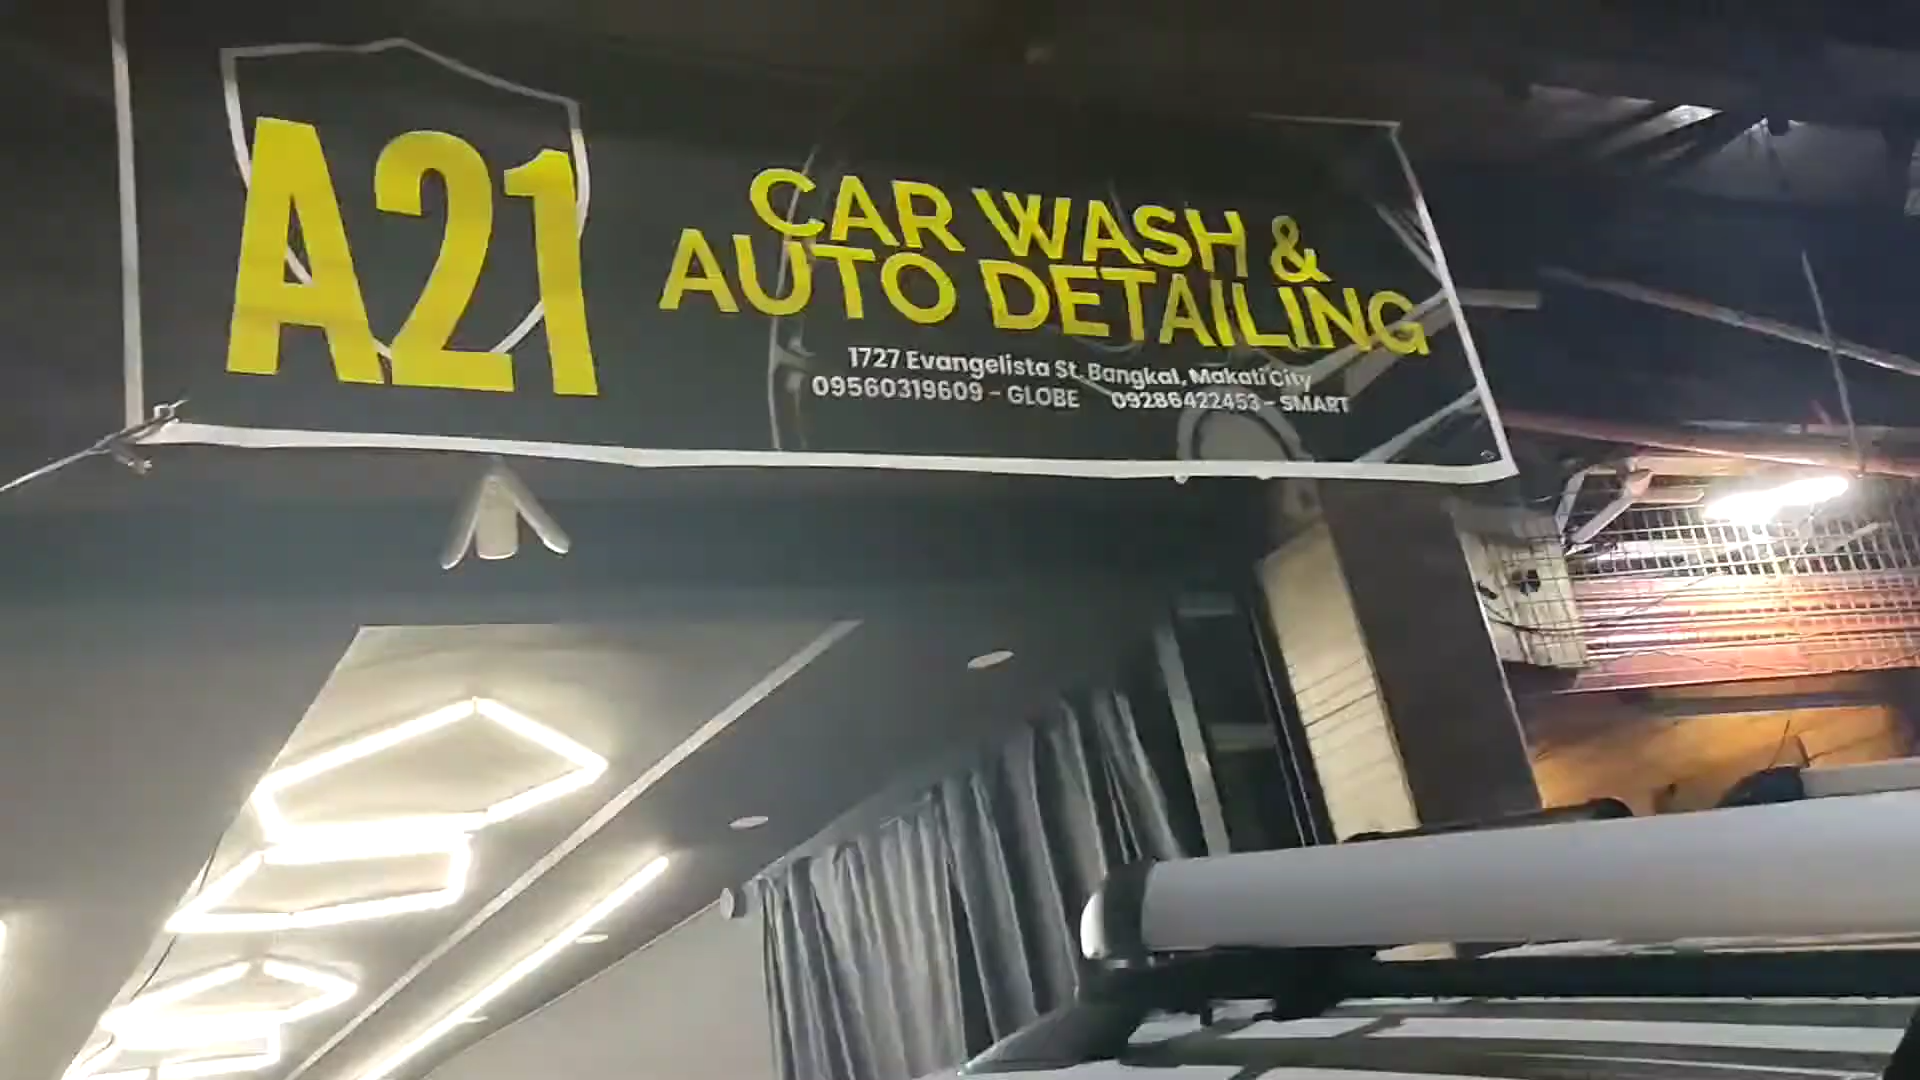 A21
CAR WASH &
AUTO DETAILING
1727 Evangelista St. Bangkal, Makati City
09560319609 - GLOBE 09286422453 - SMART